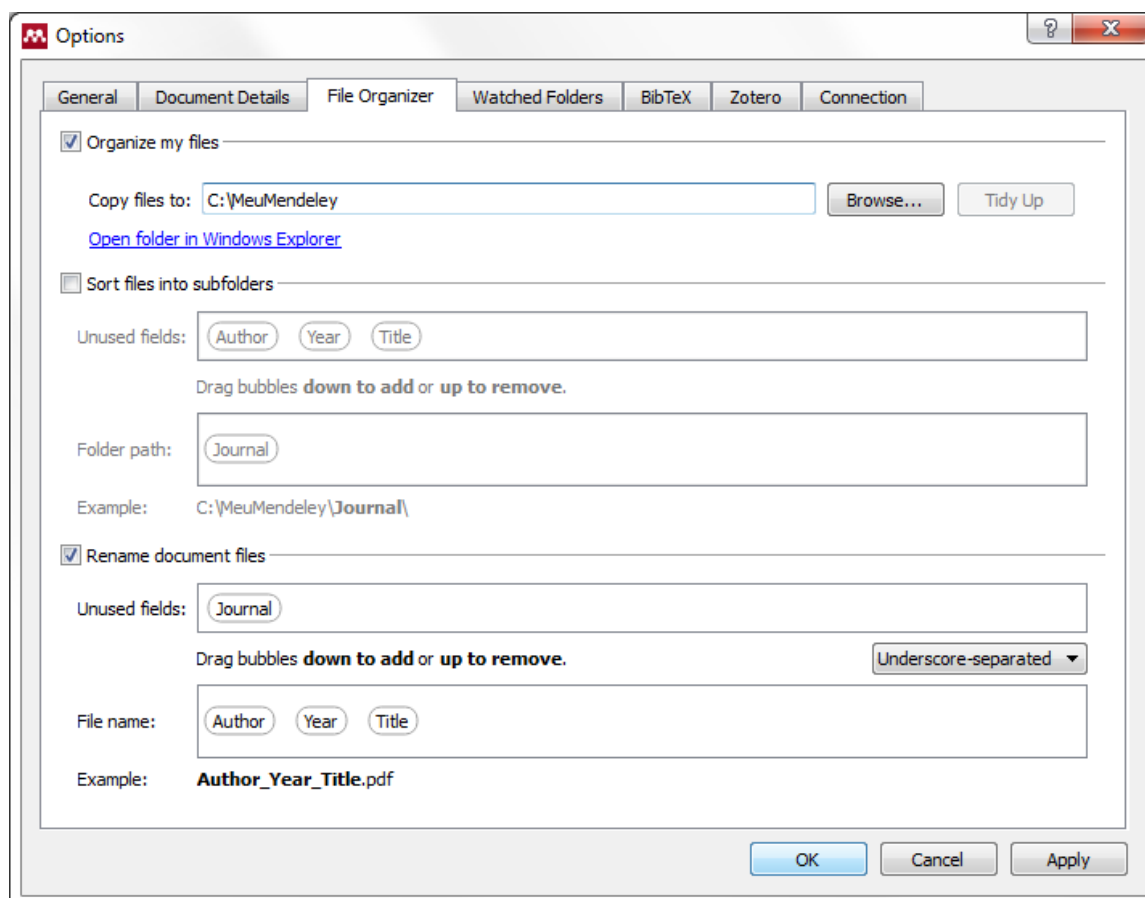 Options
General Document Details File Organizer Watched Folders BibTeX Zotero Connection
Organize my files
Copy files to: C:\MeuMendeley Browse... Tidy Up
Open folder in Windows Explorer
Sort files into subfolders
Unused fields: Author Year Title
Drag bubbles down to add or up to remove.
Folder path: Journal
Example: C:\MeuMendeley\Journal\
Rename document files
Unused fields: Journal
Drag bubbles down to add or up to remove. Underscore-separated
File name: Author Year Title
Example: Author_Year_Title.pdf
OK Cancel Apply